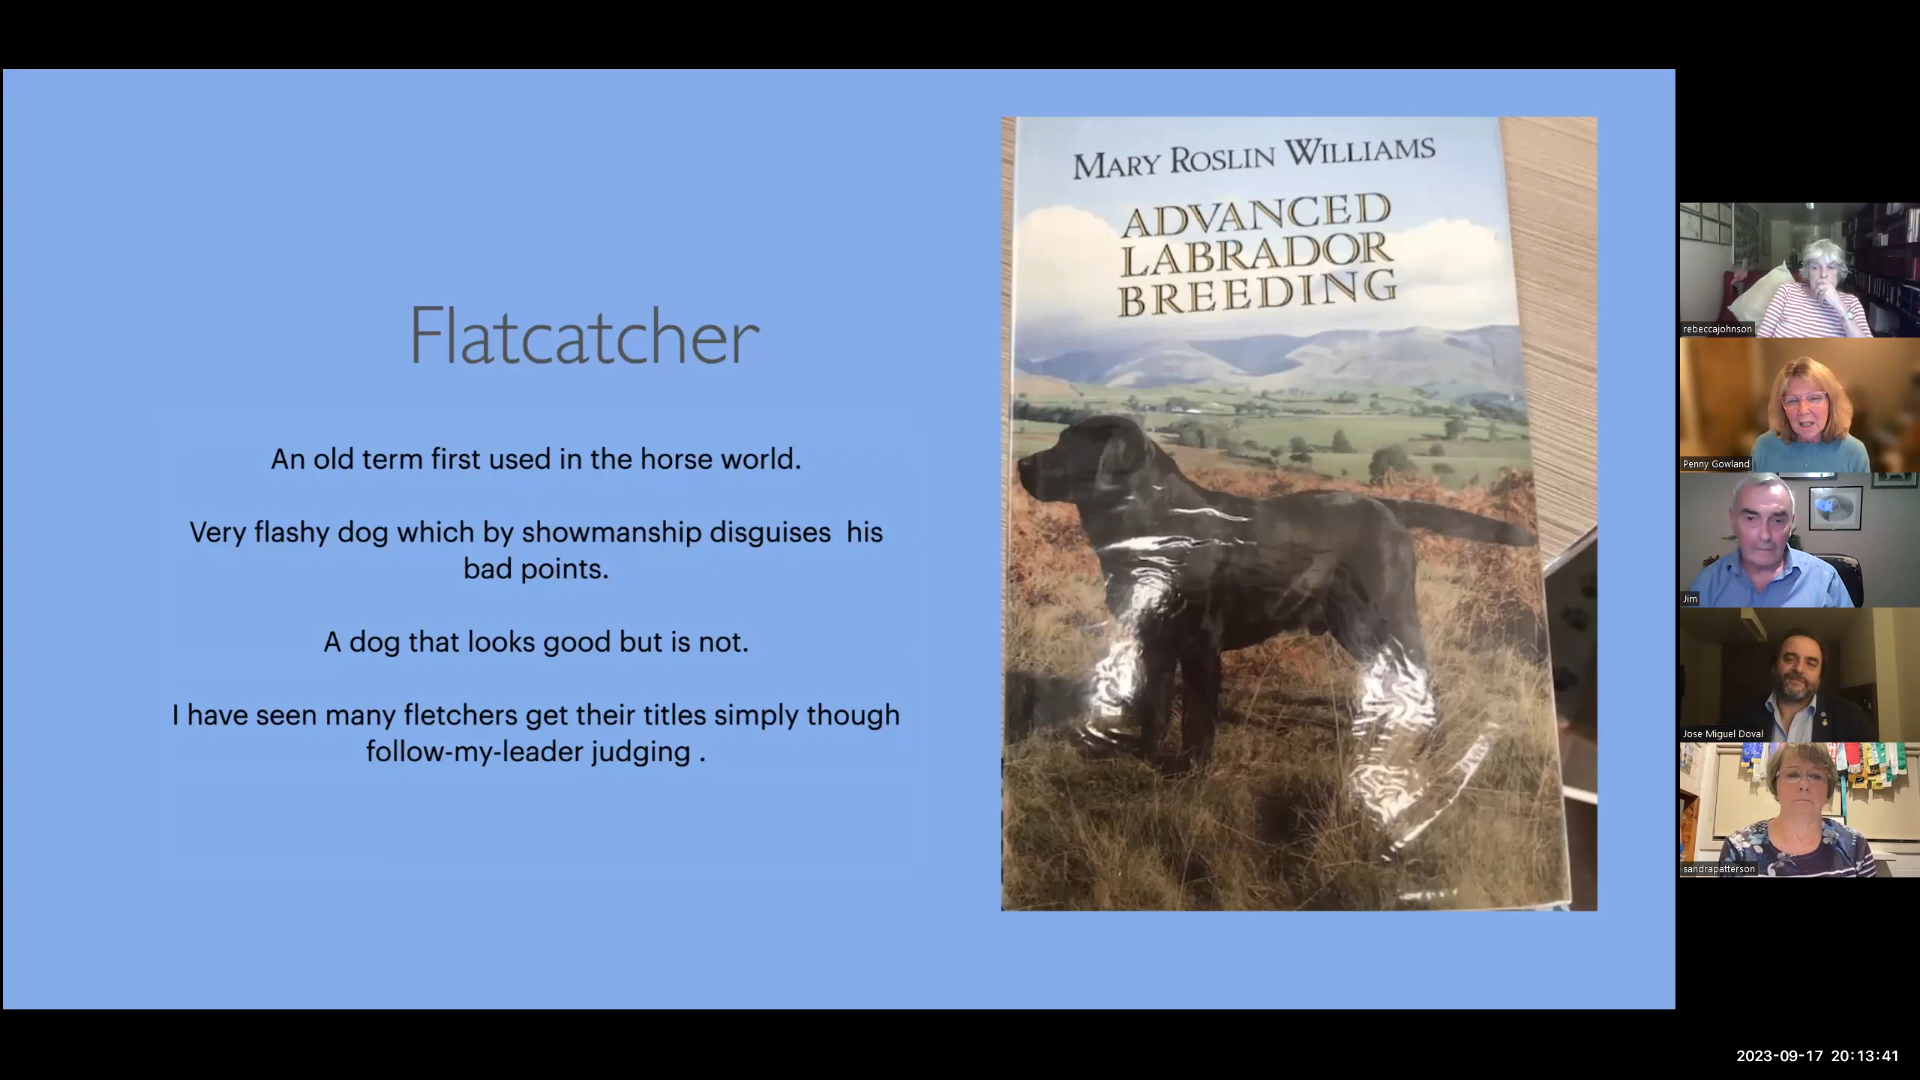 Flatcatcher
An old term first used in the horse world.
Very flashy dog which by showmanship disguises his
bad points.
A dog that looks good but is not.
I have seen many fletchers get their titles simply though
follow-my-leader judging .
MARY ROSLIN WILLIAMS
ADVANCED
LABRADOR
BREEDING
rebeccajohnson
Penny Gowland
Jim
Jose Miguel Doval
sandrapatterson
2023-09-17 20:13:41